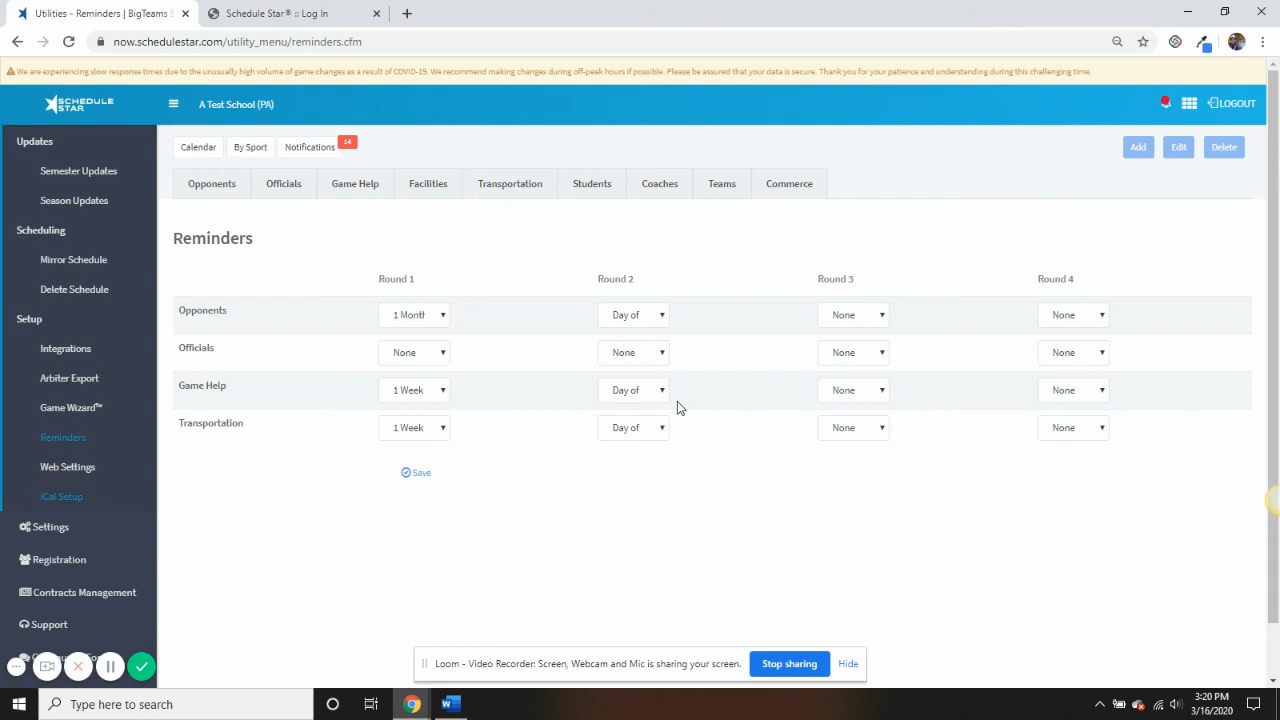 Utilities - Reminders | BigTeams S
Schedule Star® :: Log In
now.schedulestar.com/utility_menu/reminders.cfm
We are experiencing slow response times due to the unusually high volume of game changes as a result of COVID-19. We recommend making changes during off-peak hours if possible. Please be assured that your data is secure. Thank you for your patience and understanding during this challenging time.
SCHEDULE STAR
A Test School (PA)
LOGOUT
Updates
Semester Updates
Season Updates
Scheduling
Mirror Schedule
Delete Schedule
Setup
Integrations
Arbiter Export
Game Wizard™
Reminders
Web Settings
iCal Setup
Settings
Registration
Contracts Management
Support
Calendar By Sport Notifications 14 Add Edit Delete
Opponents Officials Game Help Facilities Transportation Students Coaches Teams Commerce
Reminders
Round 1 Round 2 Round 3 Round 4
Opponents 1 Month Day of None None
Officials None None None None
Game Help 1 Week Day of None None
Transportation 1 Week Day of None None
Save
Loom - Video Recorder: Screen, Webcam and Mic is sharing your screen. Stop sharing Hide
Type here to search
3:20 PM
3/16/2020